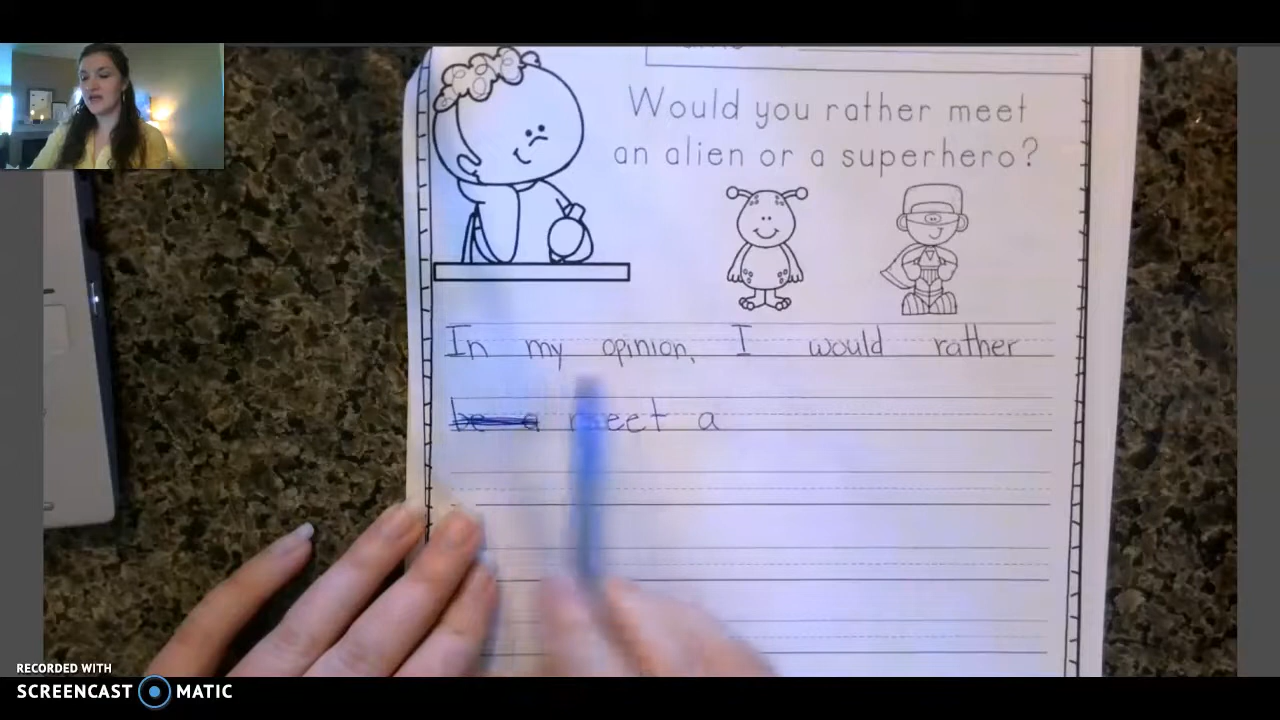 Would you rather meet
an alien or a superhero?
In my opinion, I would rather
be a meet a
RECORDED WITH
SCREENCAST MATIC